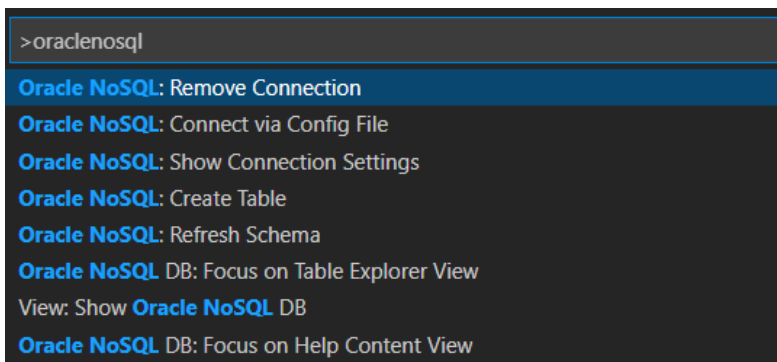 >oraclenosql
Oracle NoSQL: Remove Connection
Oracle NoSQL: Connect via Config File
Oracle NoSQL: Show Connection Settings
Oracle NoSQL: Create Table
Oracle NoSQL: Refresh Schema
Oracle NoSQL DB: Focus on Table Explorer View
View: Show Oracle NoSQL DB
Oracle NoSQL DB: Focus on Help Content View